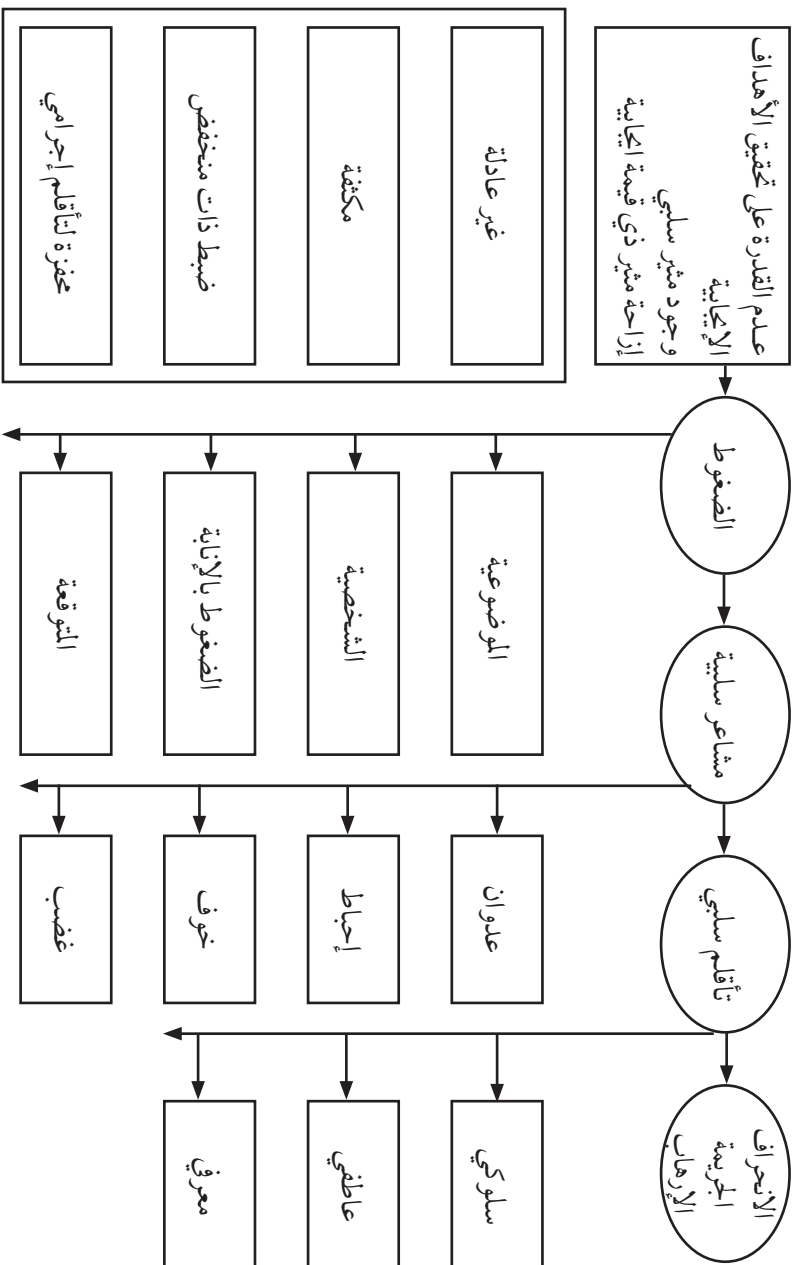 عدم القدرة على تحقيق الأهداف
الإيجابية
وجود مثير سلبي
إزاحة مثير ذي قيمة ايجابية
الضغوط
مشاعر سلبية
تأقلم سلبي
الانحراف
الجريمة
الإرهاب
غير عادلة
مكثفة
ضبط ذات منخفض
محفزة لتأقلم إجرامي
الموضوعية
الشخصية
الضغوط بالإنابة
المتوقعة
عدوان
إحباط
خوف
غضب
سلوكي
عاطفي
معرفي